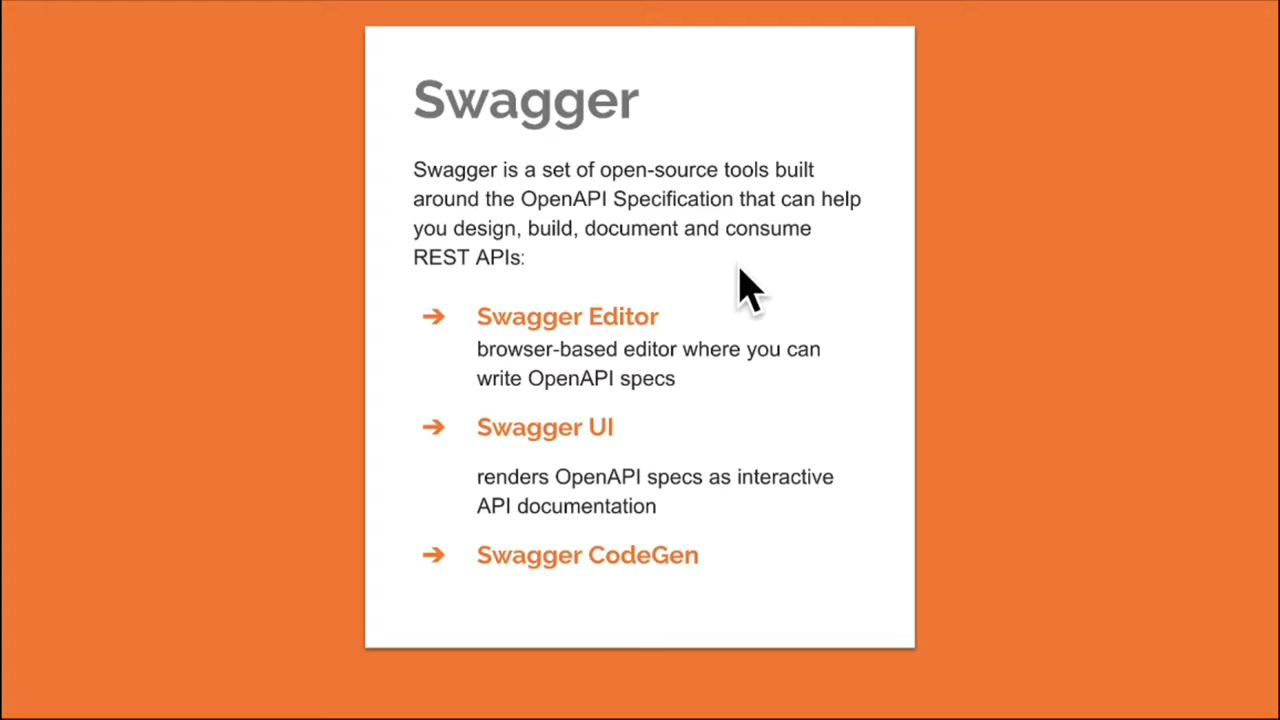 Swagger
Swagger is a set of open-source tools built
around the OpenAPI Specification that can help
you design, build, document and consume
REST APIs:
➔ Swagger Editor
browser-based editor where you can
write OpenAPI specs
➔ Swagger UI
renders OpenAPI specs as interactive
API documentation
➔ Swagger CodeGen